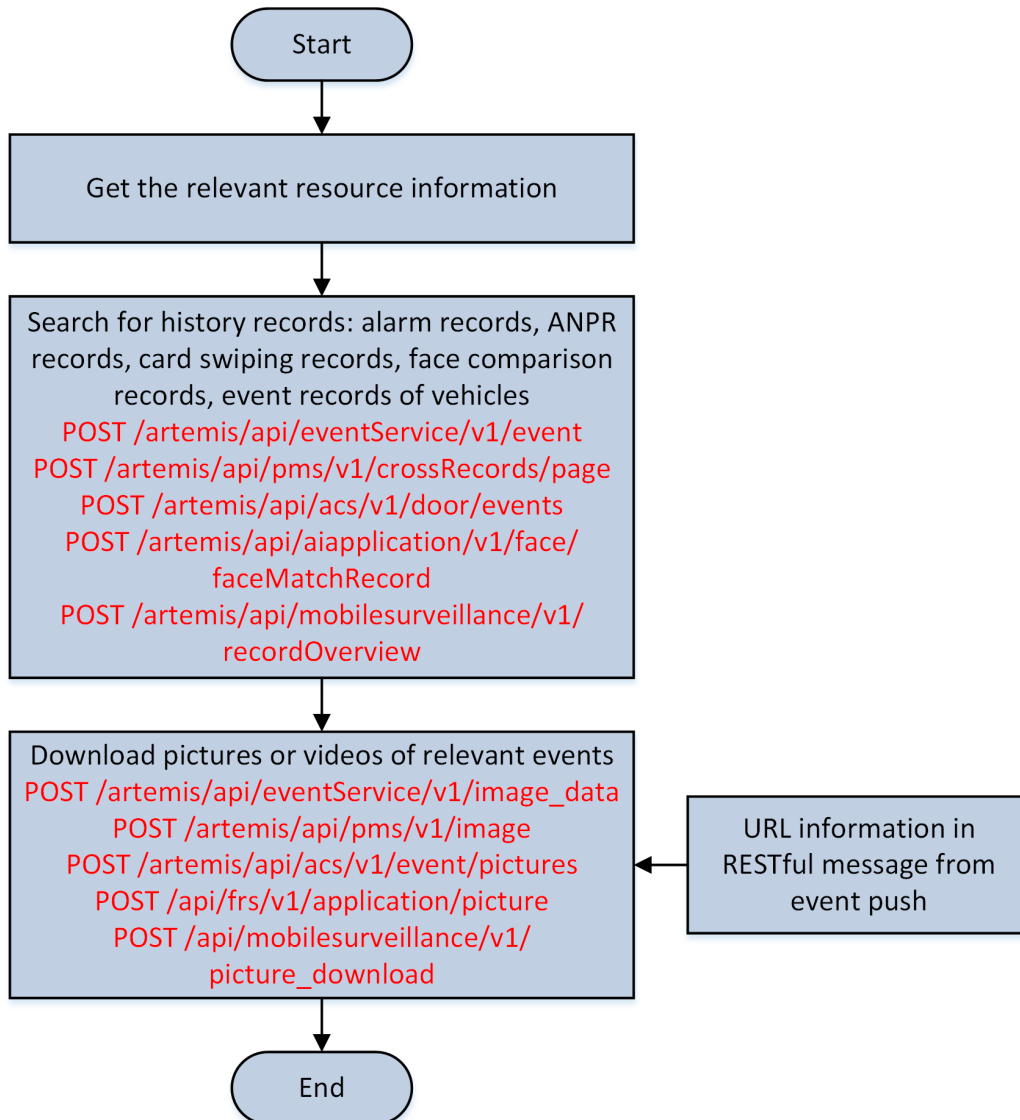 Start
Get the relevant resource information
Search for history records: alarm records, ANPR
records, card swiping records, face comparison
records, event records of vehicles
POST /artemis/api/eventService/v1/event
POST /artemis/api/pms/v1/crossRecords/page
POST /artemis/api/acs/v1/door/events
POST /artemis/api/aiapplication/v1/face/
faceMatchRecord
POST /artemis/api/mobilesurveillance/v1/
recordOverview
Download pictures or videos of relevant events
POST /artemis/api/eventService/v1/image_data
POST /artemis/api/pms/v1/image
POST /artemis/api/acs/v1/event/pictures
POST /api/frs/v1/application/picture
POST /api/mobilesurveillance/v1/
picture_download
URL information in
RESTful message from
event push
End